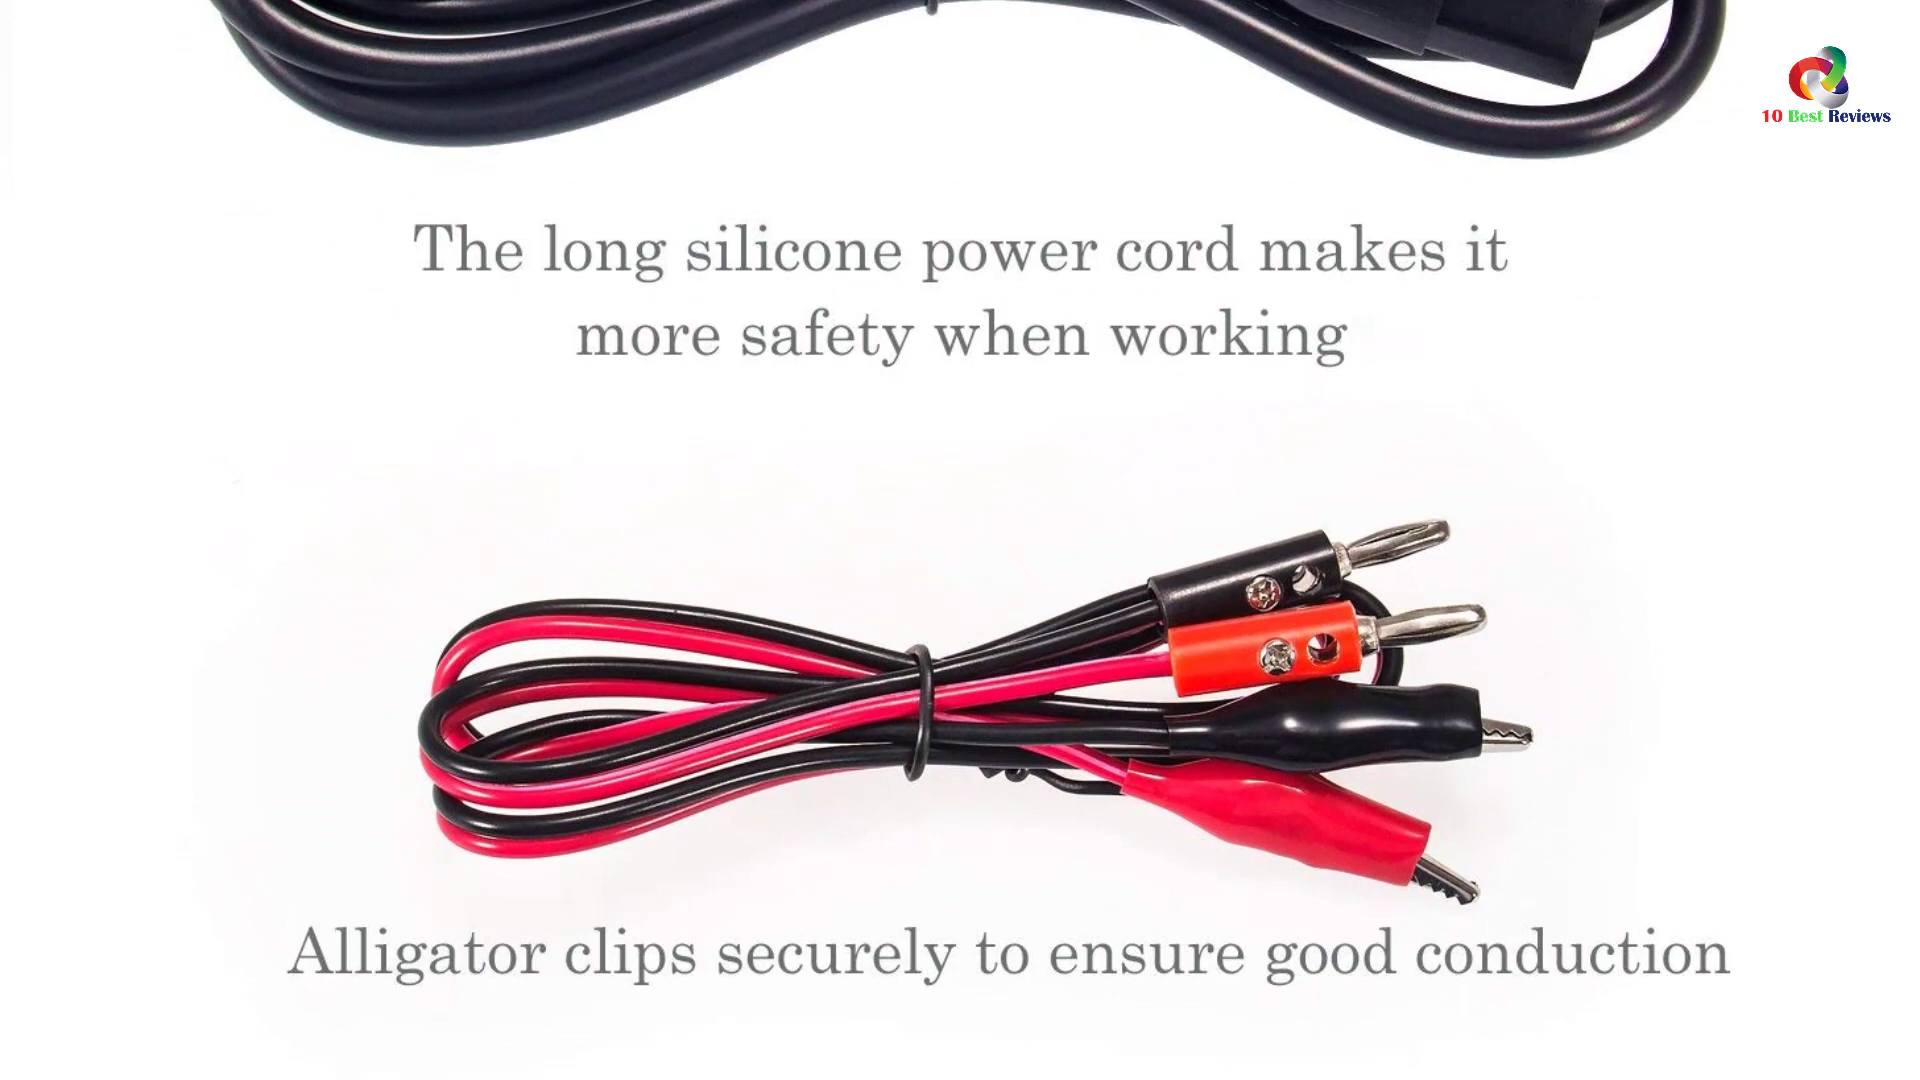 10 Best Reviews
The long silicone power cord makes it
more safety when working
Alligator clips securely to ensure good conduction